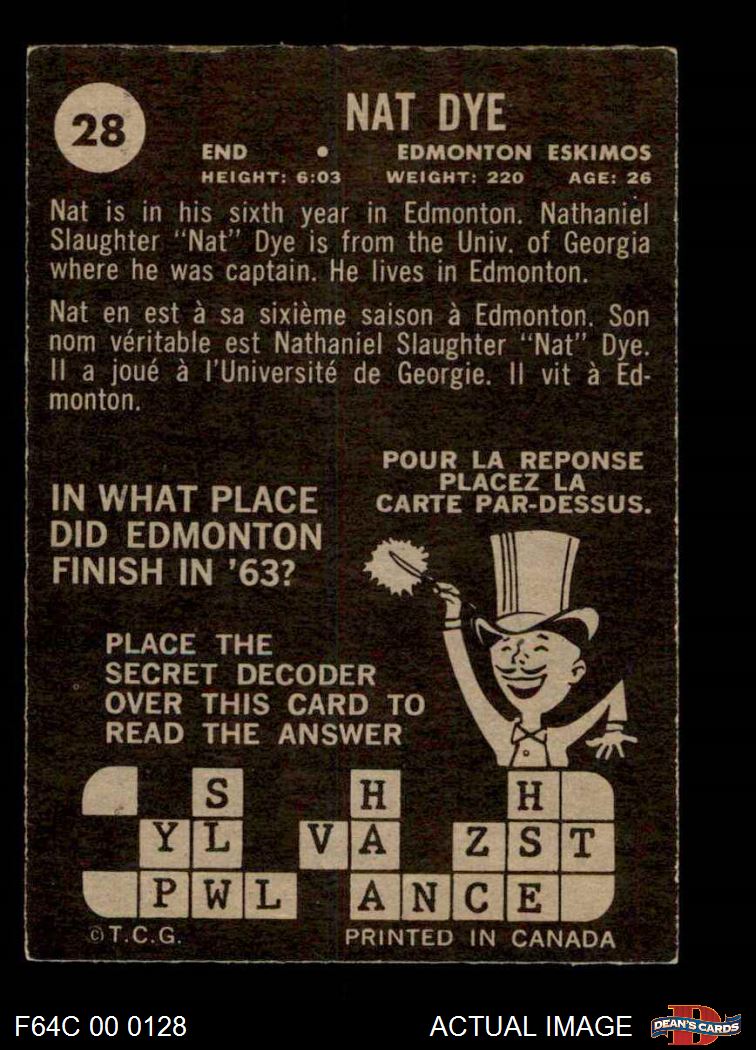 28
NAT DYE
END • EDMONTON ESKIMOS
HEIGHT: 6:03 WEIGHT: 220 AGE: 26
Nat is in his sixth year in Edmonton. Nathaniel
Slaughter "Nat" Dye is from the Univ. of Georgia
where he was captain. He lives in Edmonton.
Nat en est à sa sixième saison à Edmonton. Son
nom véritable est Nathaniel Slaughter "Nat" Dye.
Il a joué à l'Université de Georgie. Il vit à Ed-
monton.
POUR LA REPONSE
PLACEZ LA
CARTE PAR-DESSUS.
IN WHAT PLACE
DID EDMONTON
FINISH IN '63?
PLACE THE
SECRET DECODER
OVER THIS CARD TO
READ THE ANSWER
S H H
Y L V A Z S T
P W L A N C E
©T.C.G. PRINTED IN CANADA
F64C 00 0128 ACTUAL IMAGE
D
DEAN'S CARDS